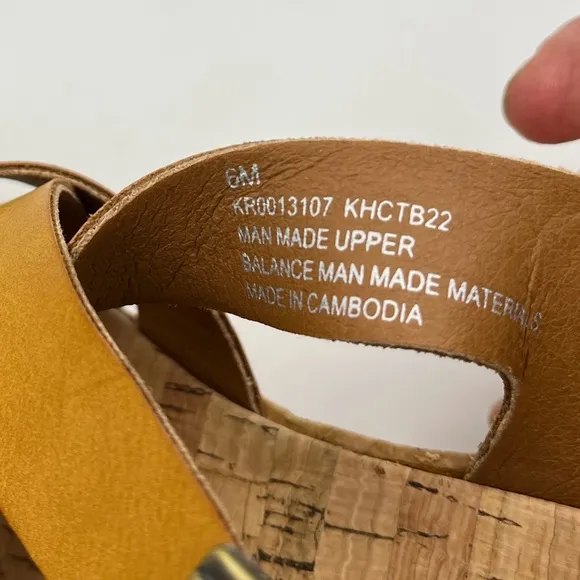 6M
KR0013107 KHCTB22
MAN MADE UPPER
BALANCE MAN MADE MATERIALS
MADE IN CAMBODIA